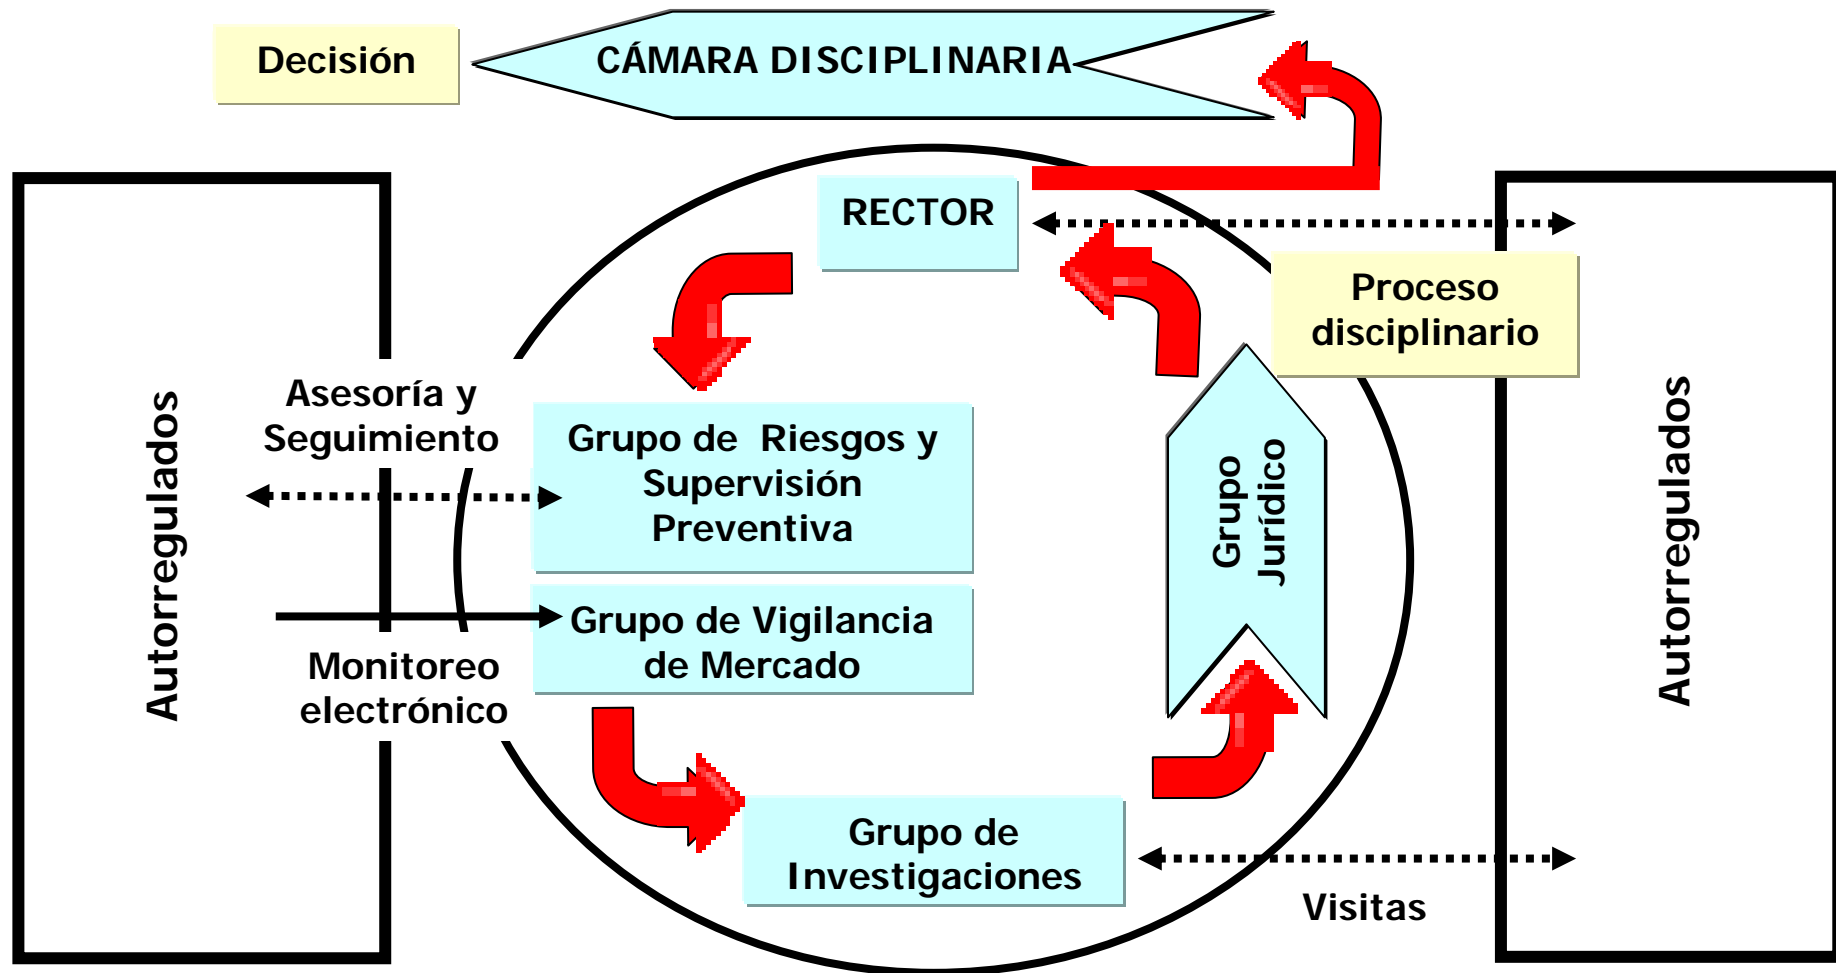 Decisión
CÁMARA DISCIPLINARIA
RECTOR
Proceso
disciplinario
Autorregulados
Asesoría y
Seguimiento
Grupo de Riesgos y
Supervisión
Preventiva
Grupo
Jurídico
Autorregulados
Grupo de Vigilancia
de Mercado
Monitoreo
electrónico
Grupo de
Investigaciones
Visitas